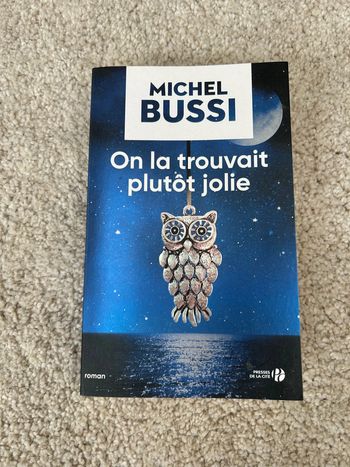 MICHEL
BUSSI
On la trouvait
plutôt jolie
roman
PRESSES
DE LA CITÉ